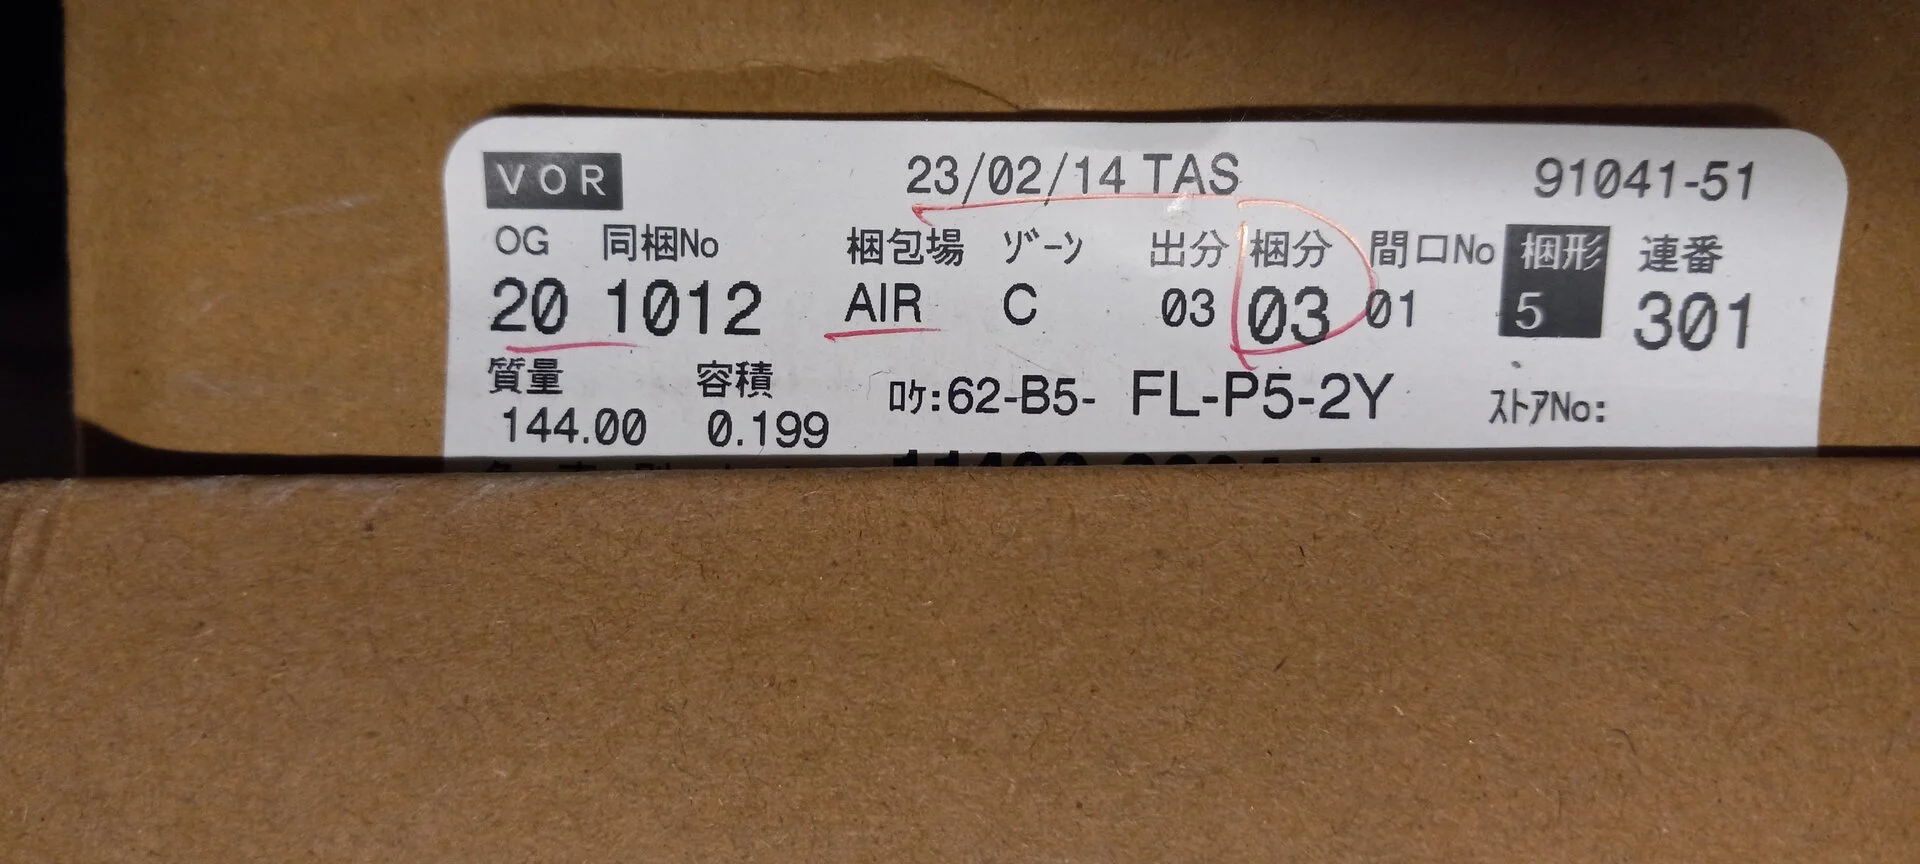 VOR 23/02/14 TAS 91041-51
OG 同梱No 梱包場 ｿﾞｰﾝ 出分 梱分 間口No 梱形 連番
20 1012 AIR C 03 03 01 5 301
質量 容積 ﾛｹ:62-B5- FL-P5-2Y ｽﾄｱNo:
144.00 0.199